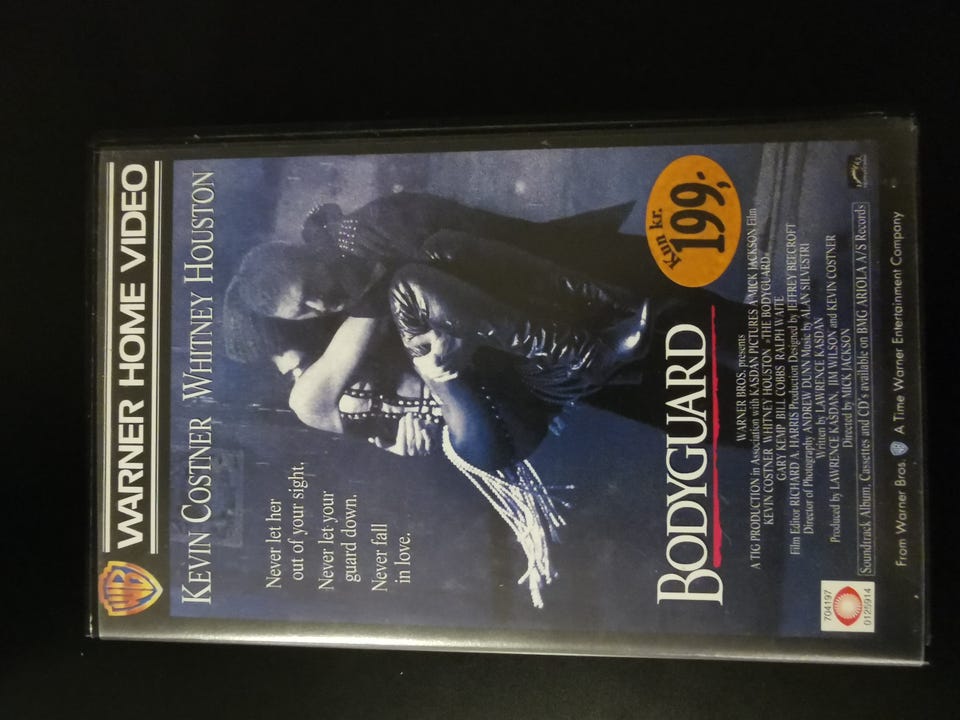 WB
WARNER HOME VIDEO
KEVIN COSTNER WHITNEY HOUSTON
Never let her
out of your sight.
Never let your
guard down.
Never fall
in love.
Kun kr.
199,-
BODYGUARD
WARNER BROS. presents
A TIG PRODUCTION in Association with KASDAN PICTURES A MICK JACKSON Film
KEVIN COSTNER WHITNEY HOUSTON »THE BODYGUARD«
GARY KEMP BILL COBBS RALPH WAITE
Film Editor RICHARD A. HARRIS Production Designed by JEFFREY BEECROFT
Director of Photography ANDREW DUNN Music by ALAN SILVESTRI
Written by LAWRENCE KASDAN
Produced by LAWRENCE KASDAN, JIM WILSON and KEVIN COSTNER
Directed by MICK JACKSON
Soundtrack Album, Cassettes and CD's available on BMG ARIOLA A/S Records
704197
0125914
From Warner Bros. A Time Warner Entertainment Company